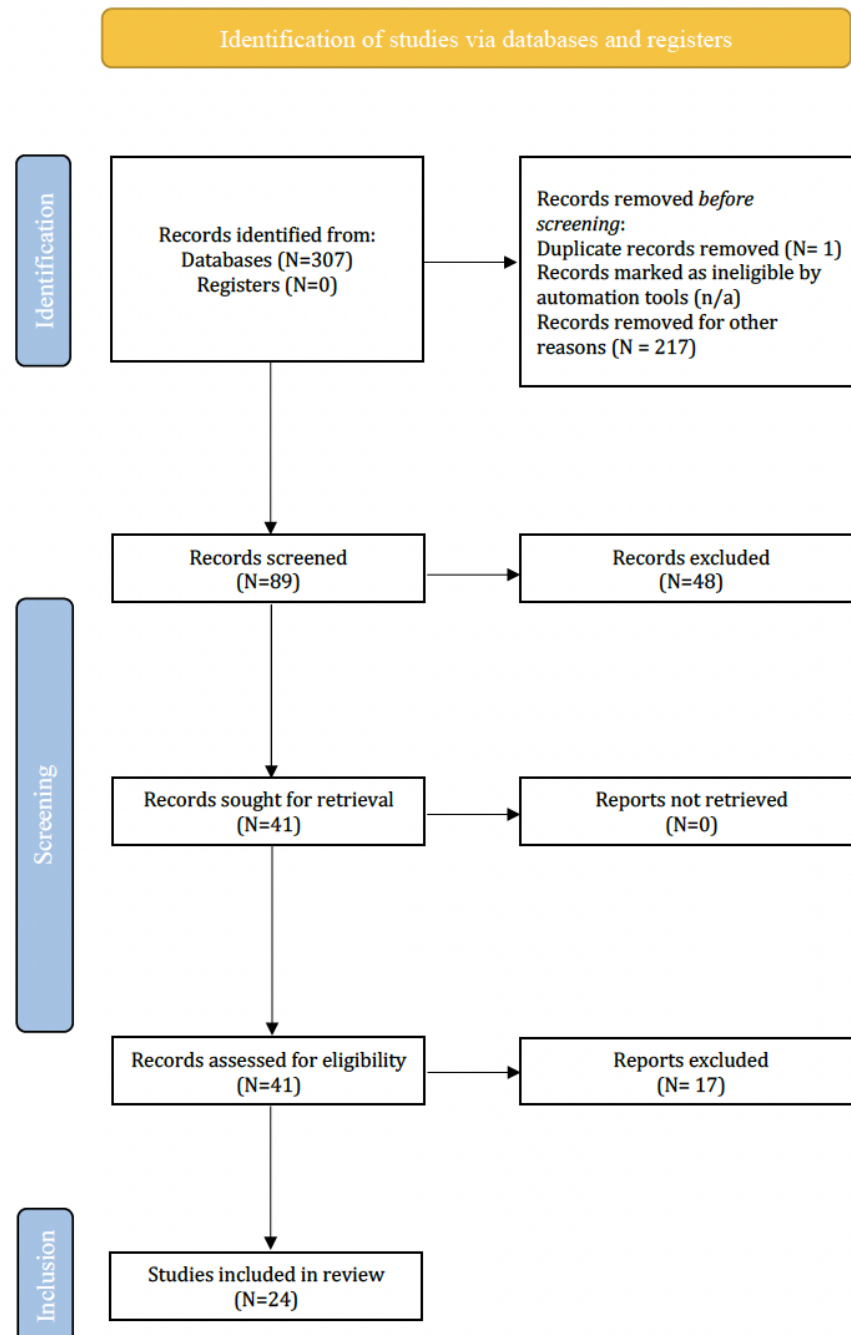 Identification of studies via databases and registers
Identification
Records identified from:
Databases (N=307)
Registers (N=0)
Records removed before
screening:
Duplicate records removed (N= 1)
Records marked as ineligible by
automation tools (n/a)
Records removed for other
reasons (N = 217)
Screening
Records screened
(N=89)
Records excluded
(N=48)
Records sought for retrieval
(N=41)
Reports not retrieved
(N=0)
Records assessed for eligibility
(N=41)
Reports excluded
(N= 17)
Inclusion
Studies included in review
(N=24)